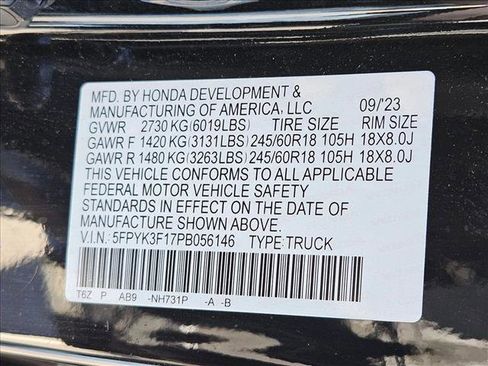 MFD. BY HONDA DEVELOPMENT &
MANUFACTURING OF AMERICA, LLC 09/'23
GVWR 2730 KG (6019LBS) TIRE SIZE RIM SIZE
GAWR F 1420 KG (3131LBS) 245/60R18 105H 18X8.0J
GAWR R 1480 KG (3263LBS) 245/60R18 105H 18X8.0J
THIS VEHICLE CONFORMS TO ALL APPLICABLE
FEDERAL MOTOR VEHICLE SAFETY
STANDARDS IN EFFECT ON THE DATE OF
MANUFACTURE SHOWN ABOVE.
V.I.N.: 5FPYK3F17PB056146 TYPE:TRUCK
T6Z P AB9 -NH731P -A -B